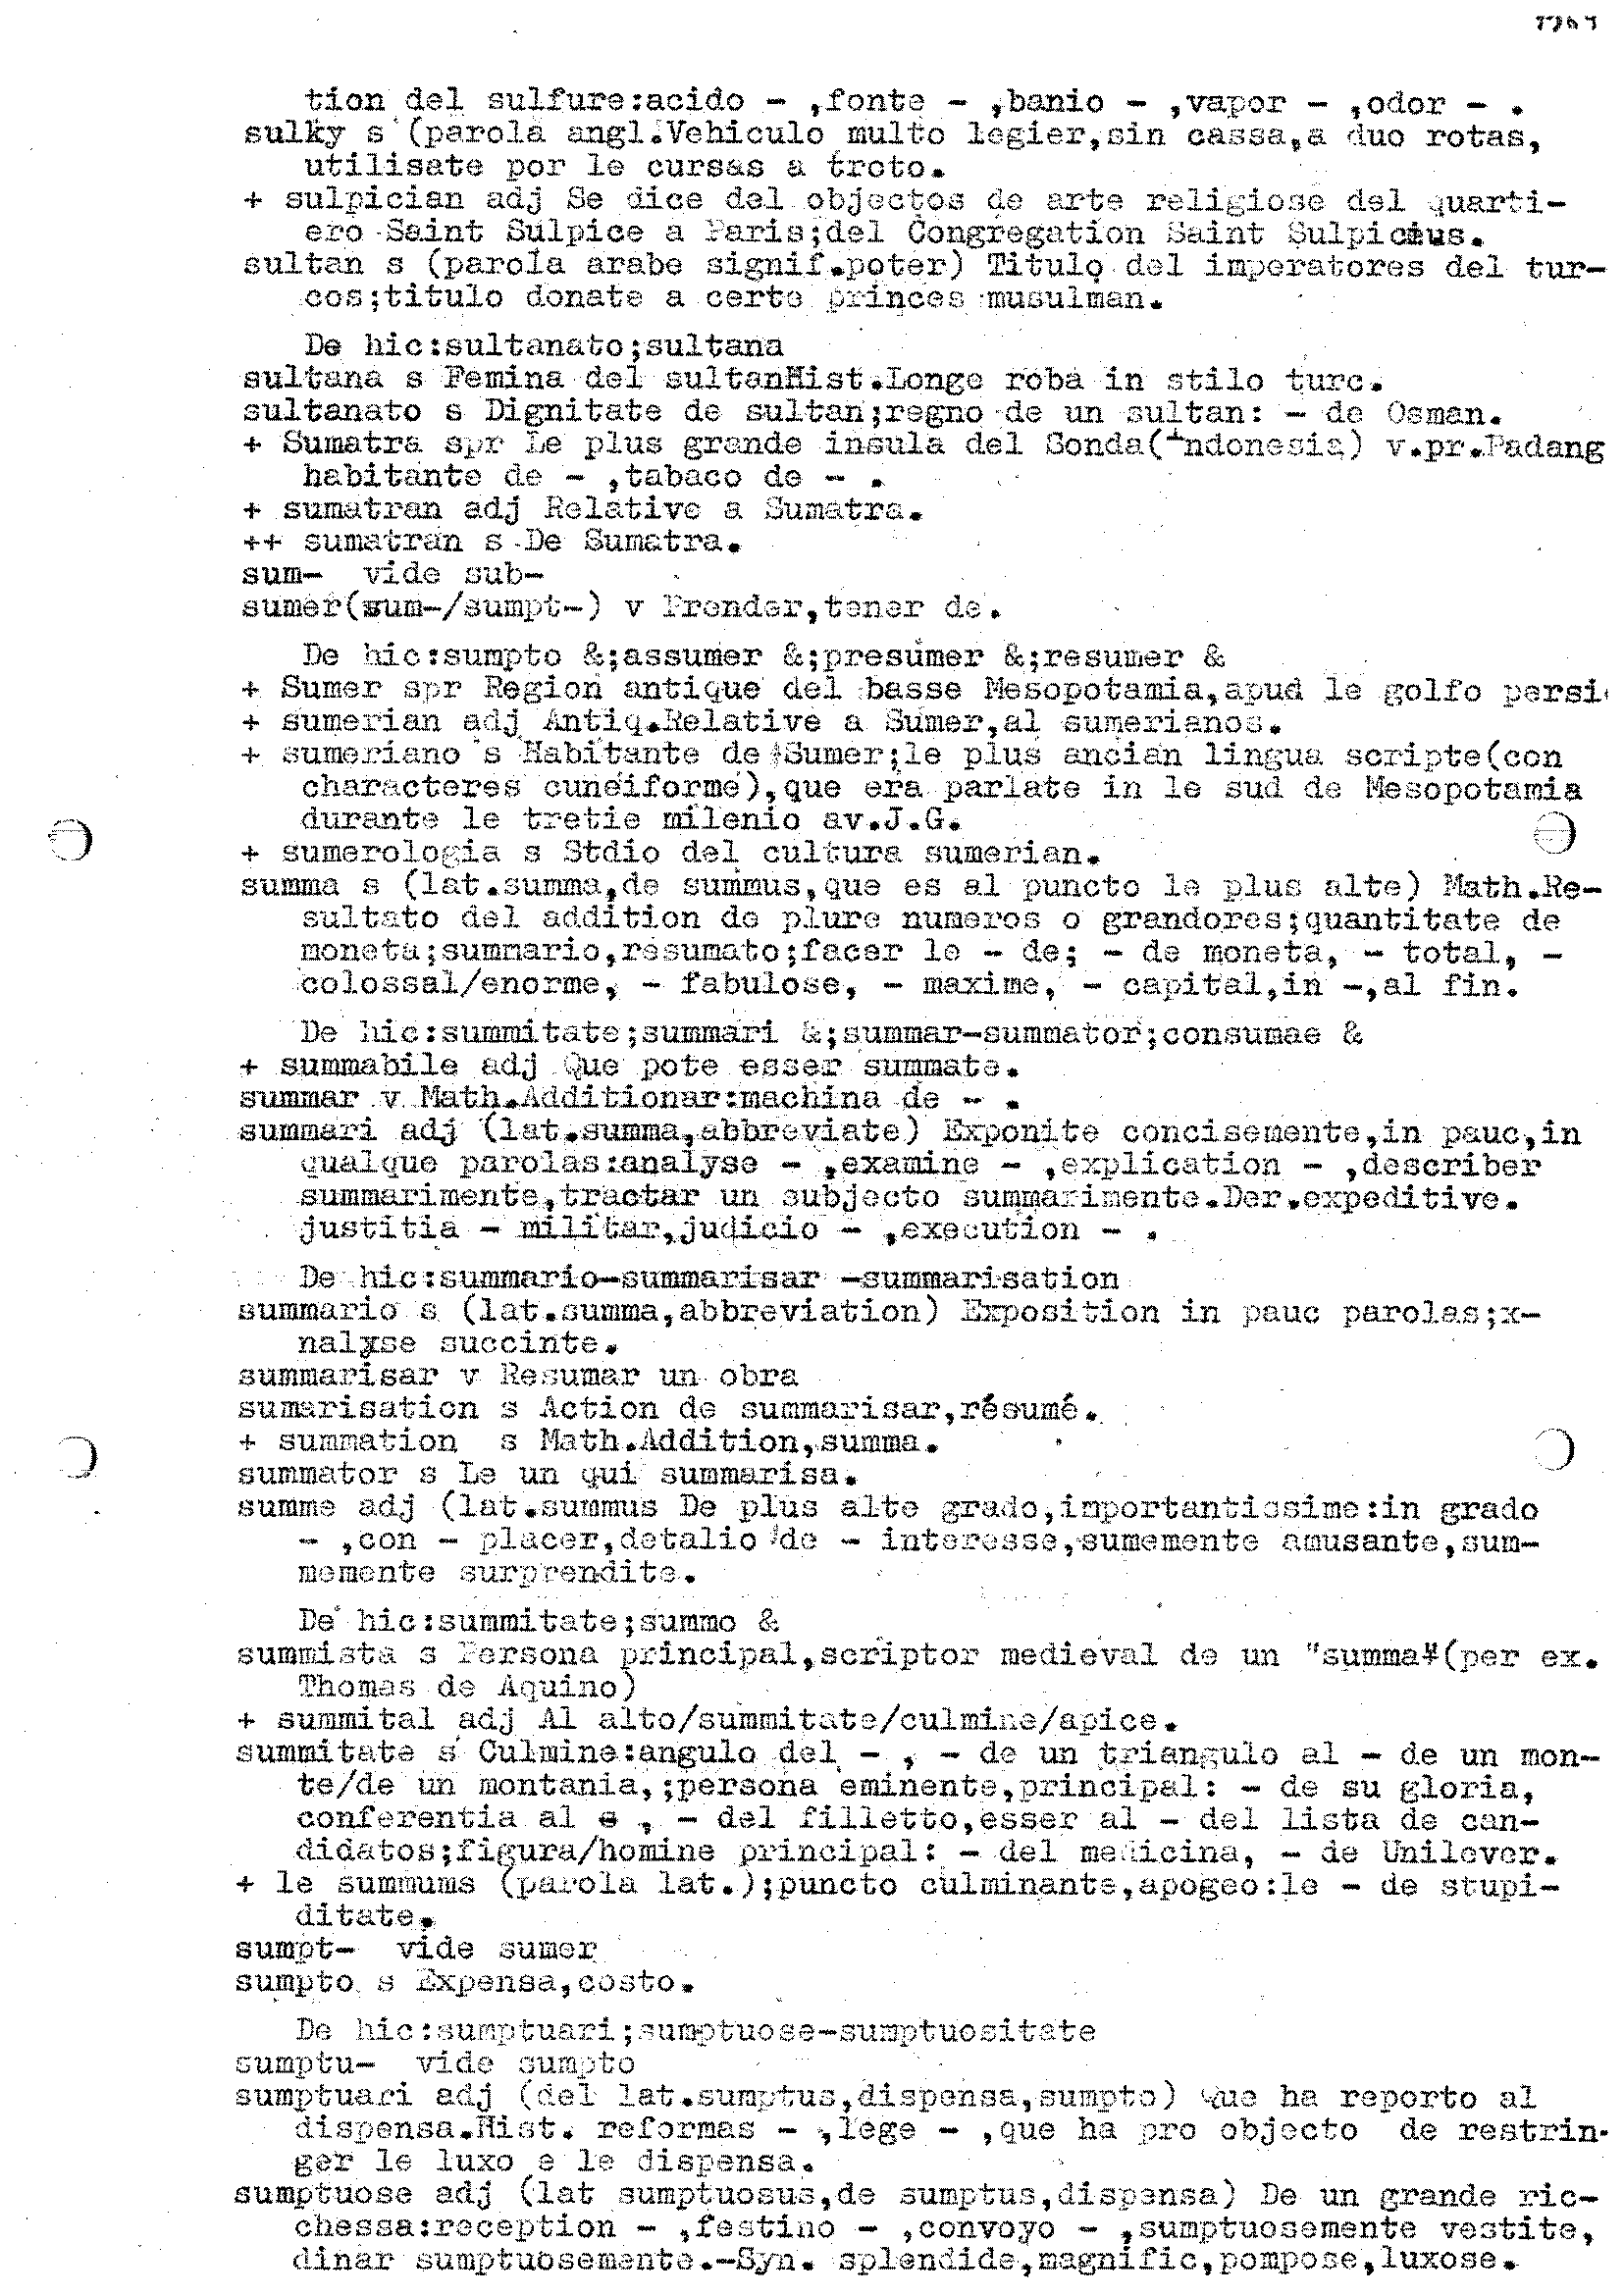 tion del sulfure:acido - ,fonte - ,banio - ,vapor - ,odor - .
sulky s (parola angl.Vehiculo multo legier,sin cassa,a duo rotas,
utilisate por le cursas a troto.
+ sulpician adj Se dice del objectos de arte religiose del quarti-
ero Saint Sulpice a Paris;del Congregation Saint Sulpicius.
sultan s (parola arabe signif.poter) Titulo del imperatores del tur-
cos;titulo donate a certe princes musulman.
De hic:sultanato;sultana
sultana s Femina del sultanHist.Longe roba in stilo turc.
sultanato s Dignitate de sultan;regno de un sultan: - de Osman.
+ Sumatra spr Le plus grande insula del Sonda(Indonesia) v.pr.Padang
habitante de - ,tabaco de - .
+ sumatran adj Relative a Sumatra.
++ sumatran s De Sumatra.
sum- vide sub-
sumer(sum-/sumpt-) v Prender,tener de.
De hic:sumpto &;assumer &;presumer &;resumer &
+ Sumer spr Region antique del basse Mesopotamia,apud le golfo persi
+ sumerian adj Antiq.Relative a Sumer,al sumerianos.
+ sumeriano s Habitante de Sumer;le plus ancian lingua scripte(con
characteres cuneiforme),que era parlate in le sud de Mesopotamia
durante le tretie milenio av.J.G.
+ sumerologia s Stdio del cultura sumerian.
summa s (lat.summa,de summus,que es al puncto le plus alte) Math.Re-
sultato del addition de plure numeros o grandores;quantitate de
moneta;summario,resumato;facer le - de; - de moneta, - total, -
colossal/enorme, - fabulose, - maxime, - capital,in -,al fin.
De hic:summitate;summari &;summar-summator;consumae &
+ summabile adj Que pote esser summate.
summar v Math.Additionar:machina de - .
summari adj (lat.summa,abbreviate) Exponite concisemente,in pauc,in
qualque parolas:analyse - ,examine - ,explication - ,describer
summarimente,tractar un subjecto summarimente.Der.expeditive.
justitia - militar,judicio - ,execution - .
De hic:summario-summarisar -summarisation
summario s (lat.summa,abbreviation) Exposition in pauc parolas;x-
nalyse succinte.
summarisar v Resumar un obra
sumarisation s Action de summarisar,résumé.
+ summation s Math.Addition,summa.
summator s Le un qui summarisa.
summe adj (lat.summus De plus alte grado,importantissime:in grado
- ,con - placer,detalio de - interesse,sumemente amusante,sum-
memente surprendite.
De hic:summitate;summo &
summista s Persona principal,scriptor medieval de un "summa"(per ex.
Thomas de Aquino)
+ summital adj Al alto/summitate/culmine/apice.
summitate s Culmine:angulo del - , - de un triangulo al - de un mon-
te/de un montania,;persona eminente,principal: - de su gloria,
conferentia al e , - del filletto,esser al - del lista de can-
didatos;figura/homine principal: - del medicina, - de Unilever.
+ le summums (parola lat.);puncto culminante,apogeo:le - de stupi-
ditate.
sumpt- vide sumer
sumpto s Expensa,costo.
De hic:sumptuari;sumptuose-sumptuositate
sumptu- vide sumpto
sumptuari adj (del lat.sumptus,dispensa,sumpto) Que ha reporto al
dispensa.Hist. reformas - ,lege - ,que ha pro objecto de restrin-
ger le luxo e le dispensa.
sumptuose adj (lat sumptuosus,de sumptus,dispensa) De un grande ric-
chessa:reception - ,festino - ,convoyo - ,sumptuosemente vestite,
dinar sumptuosemente.-Syn. splendide,magnific,pompose,luxose.